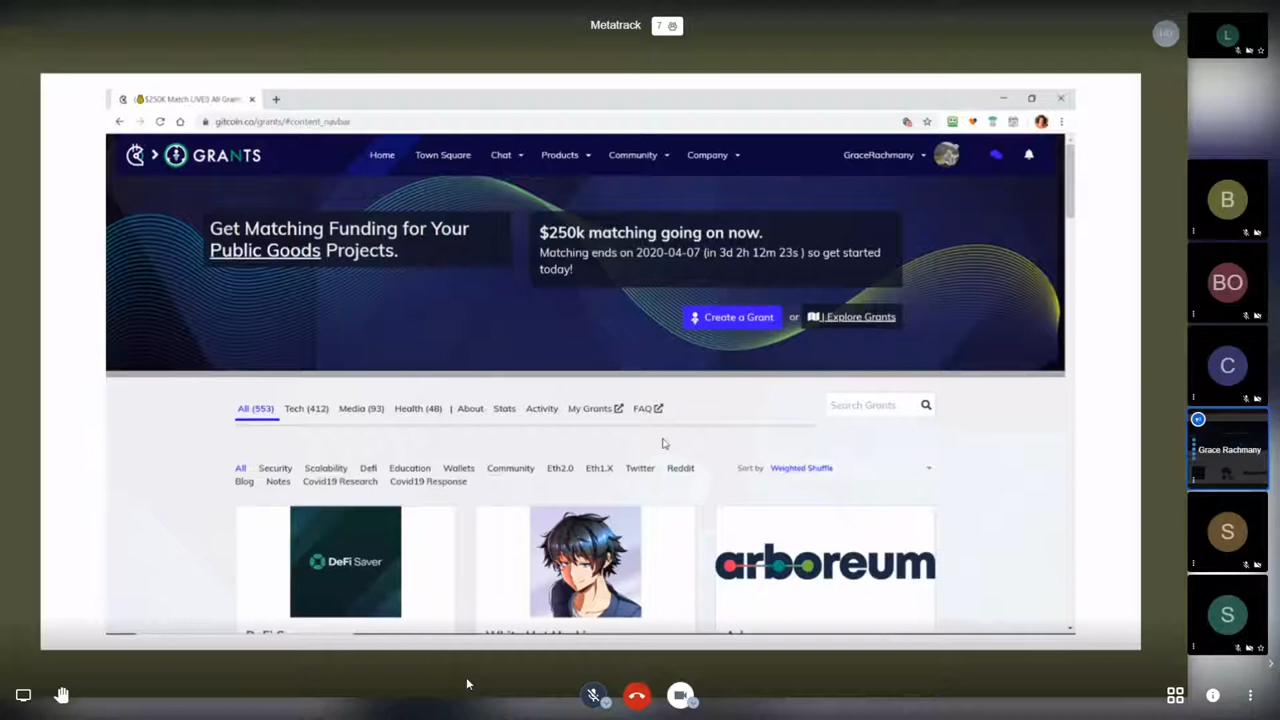 Metatrack 7
($250K Match LIVE!) All Gran
gitcoin.co/grants/#content_navbar
GRANTS Home Town Square Chat Products Community Company GraceRachmany
Get Matching Funding for Your
Public Goods Projects.
$250k matching going on now.
Matching ends on 2020-04-07 (in 3d 2h 12m 23s ) so get started
today!
Create a Grant or | Explore Grants
All (553) Tech (412) Media (93) Health (48) | About Stats Activity My Grants FAQ Search Grants
All Security Scalability Defi Education Wallets Community Eth2.0 Eth1.X Twitter Reddit Sort by Weighted Shuffle
Blog Notes Covid19 Research Covid19 Response
DeFi Saver
arboreum
L
B
BO
C
Grace Rachmany
S
S